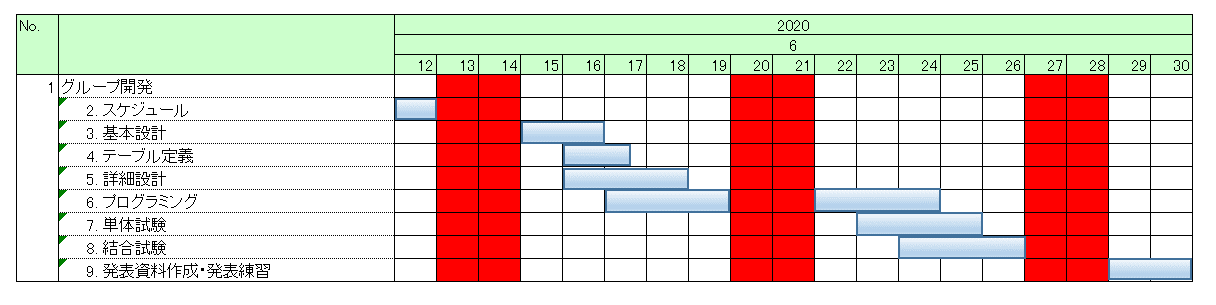 No. 2020
6
12 13 14 15 16 17 18 19 20 21 22 23 24 25 26 27 28 29 30
1 グループ開発
2. スケジュール
3. 基本設計
4. テーブル定義
5. 詳細設計
6. プログラミング
7. 単体試験
8. 結合試験
9. 発表資料作成・発表練習